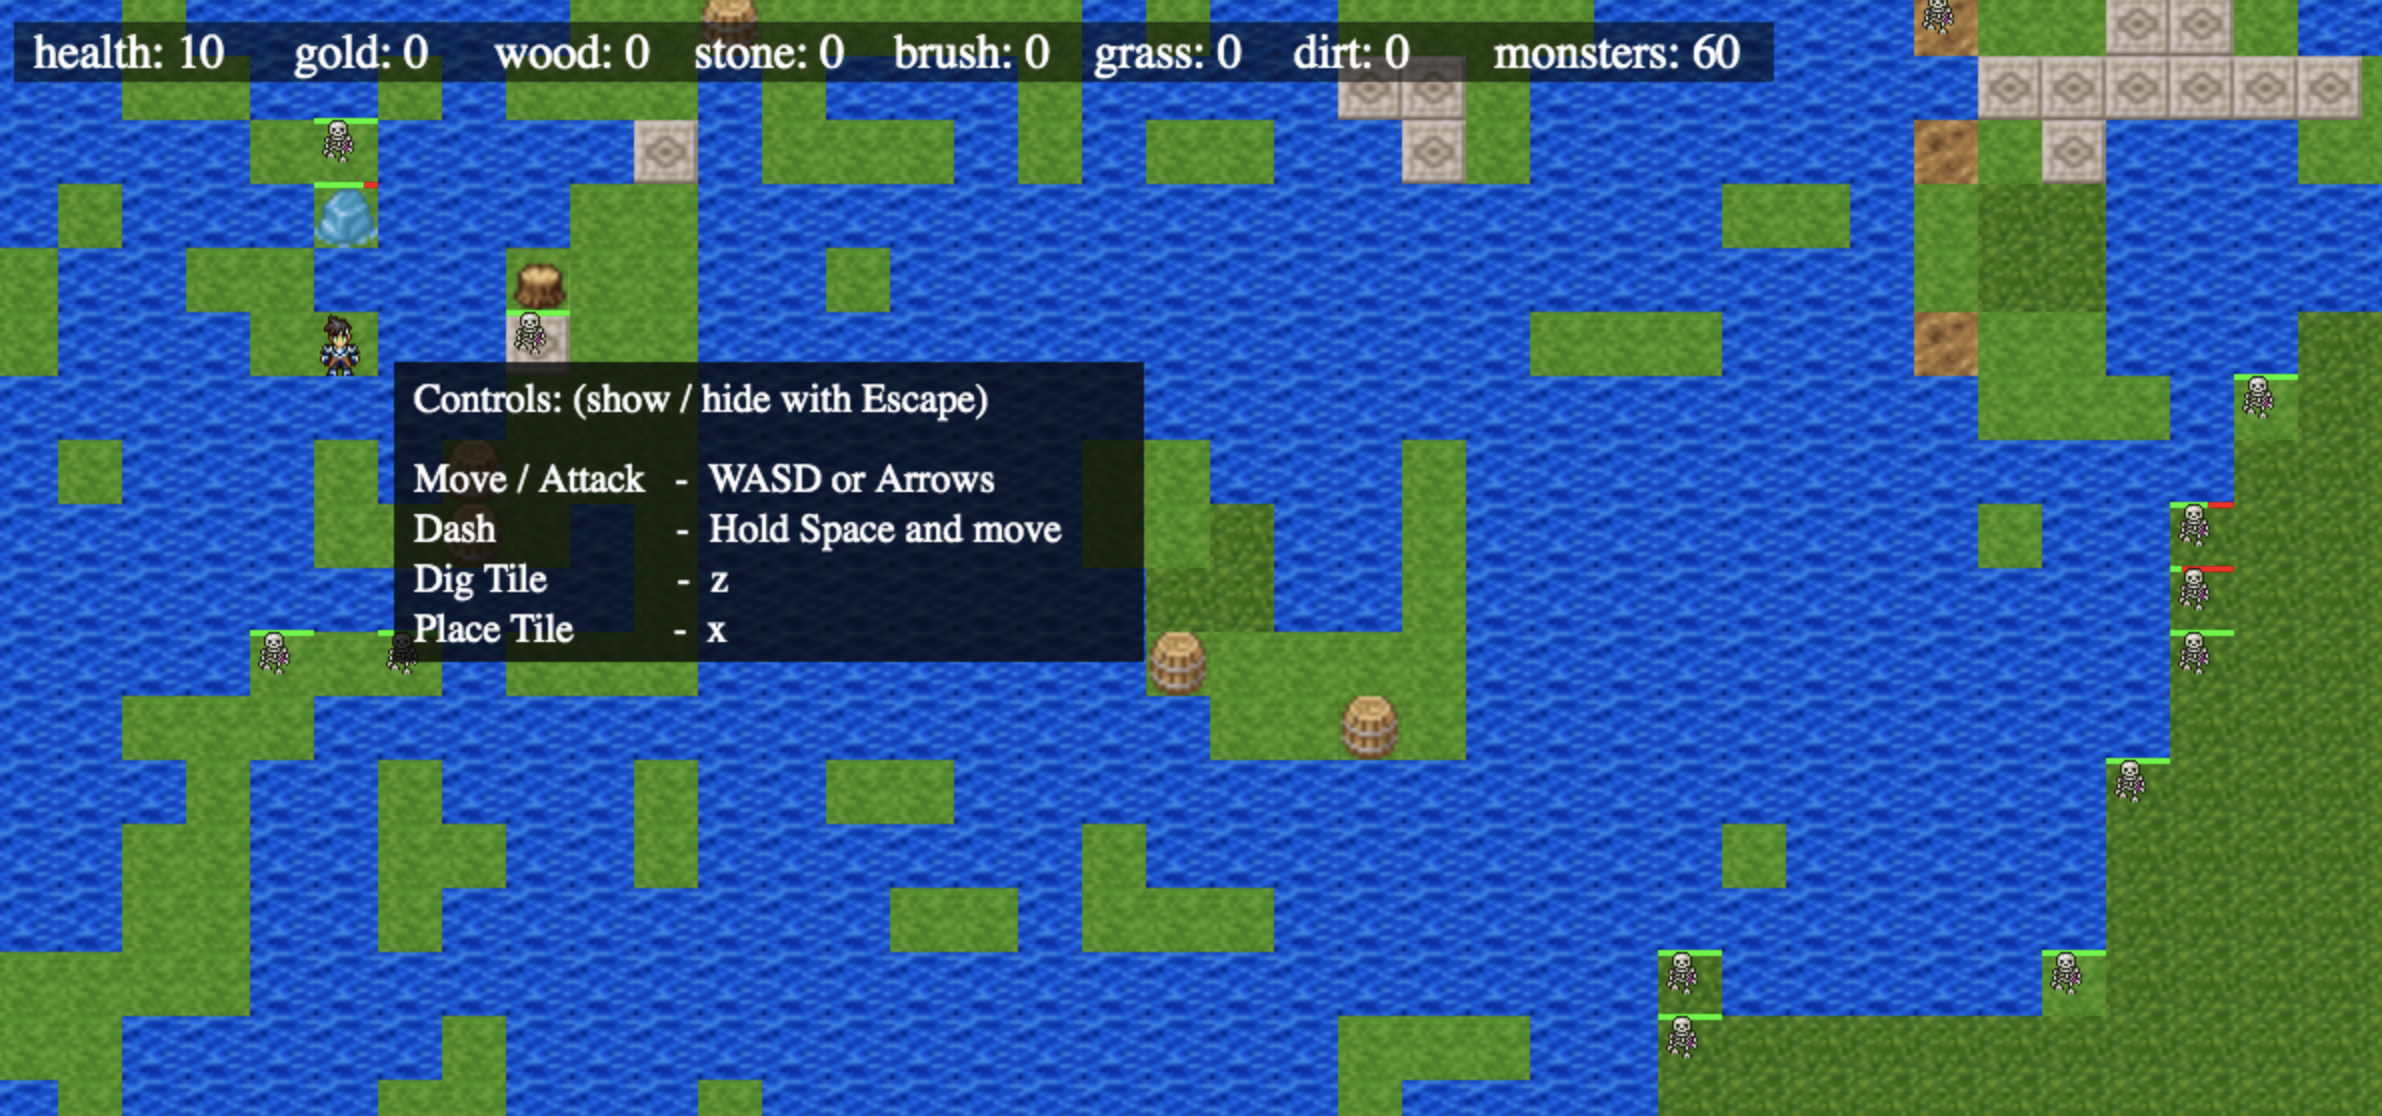 health: 10 gold: 0 wood: 0 stone: 0 brush: 0 grass: 0 dirt: 0 monsters: 60
Controls: (show / hide with Escape)
Move / Attack - WASD or Arrows
Dash - Hold Space and move
Dig Tile - z
Place Tile - x